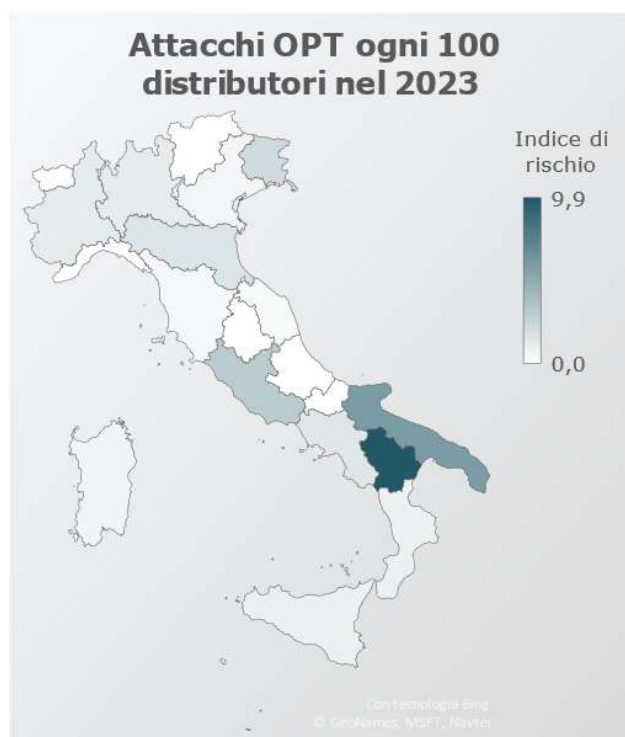 Attacchi OPT ogni 100
distributori nel 2023
Indice di
rischio
9,9
0,0
Con tecnologia Bing
© GeoNames, MSFT, Navteq